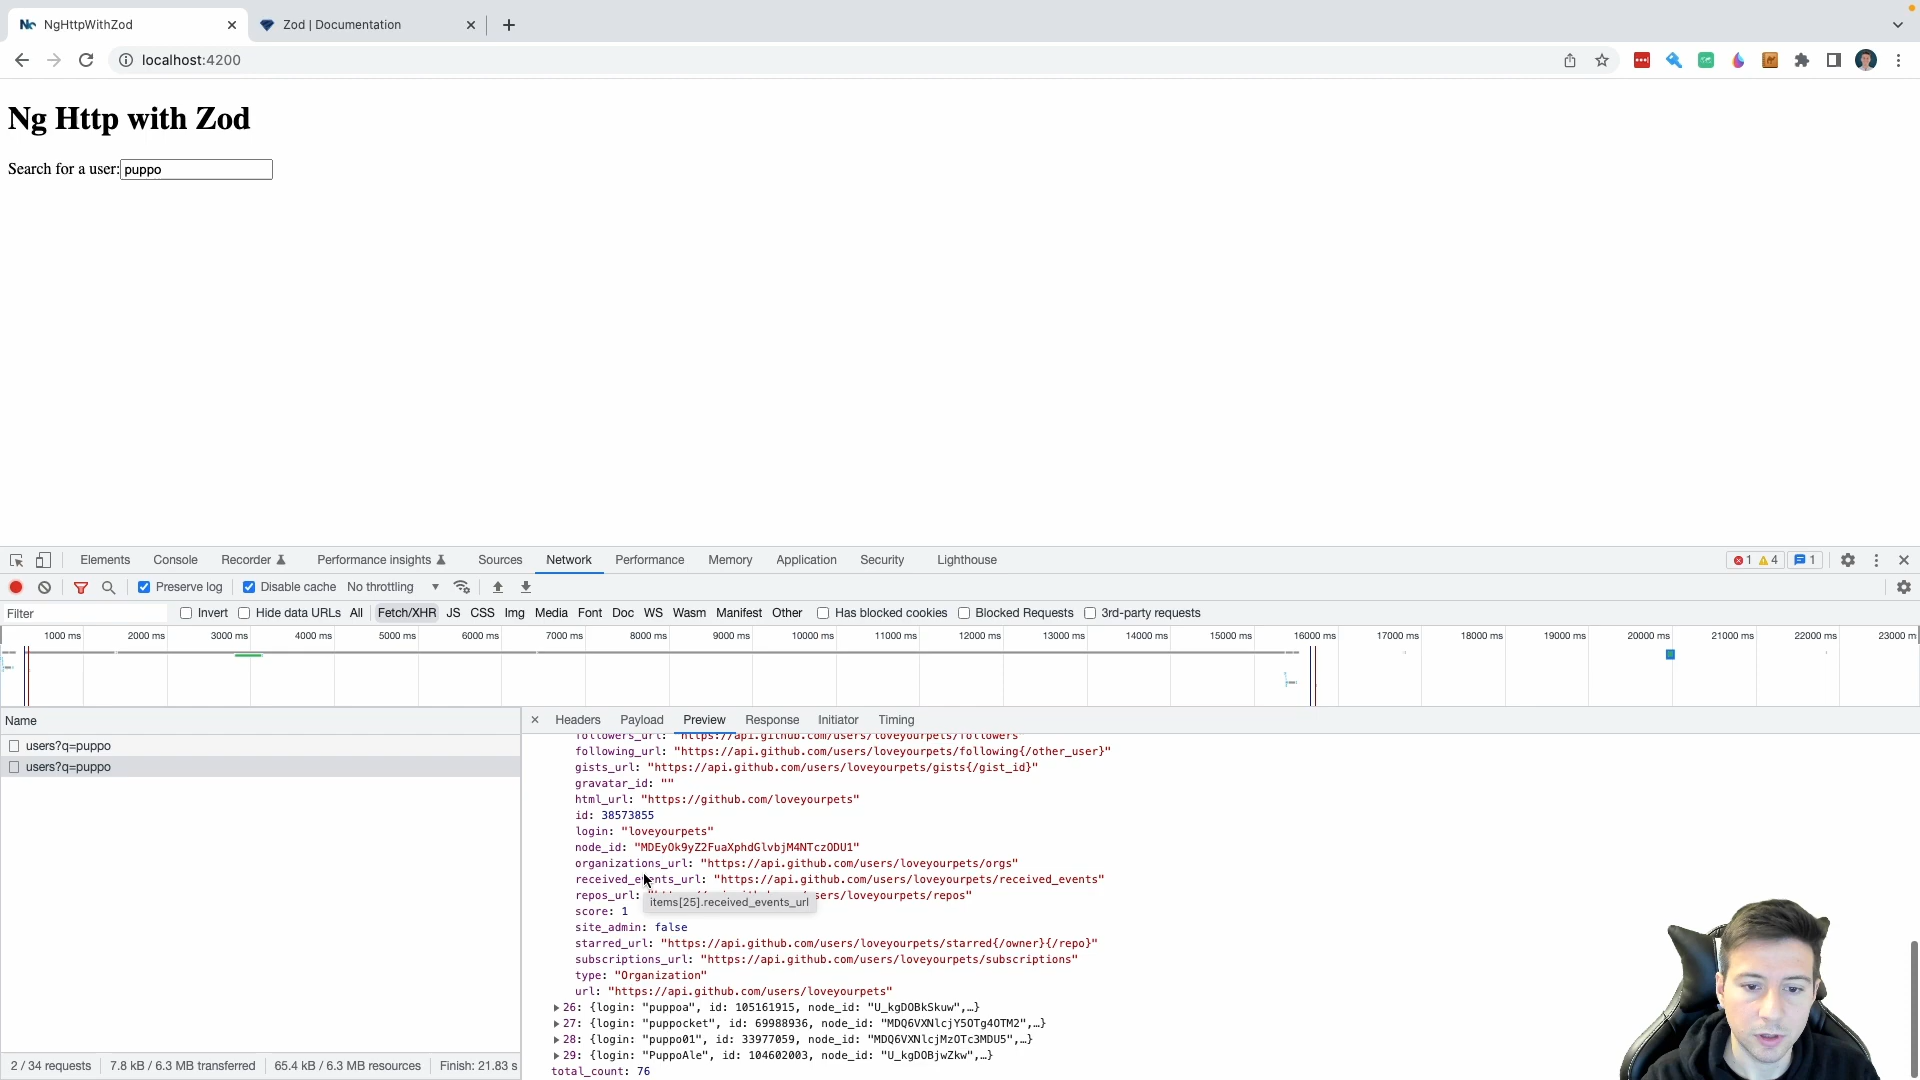 NgHttpWithZod
Zod | Documentation
localhost:4200
Ng Http with Zod
Search for a user: puppo
Elements Console Recorder Performance insights Sources Network Performance Memory Application Security Lighthouse 1 4 1
Preserve log Disable cache No throttling
Filter Invert Hide data URLs All Fetch/XHR JS CSS Img Media Font Doc WS Wasm Manifest Other Has blocked cookies Blocked Requests 3rd-party requests
1000 ms 2000 ms 3000 ms 4000 ms 5000 ms 6000 ms 7000 ms 8000 ms 9000 ms 10000 ms 11000 ms 12000 ms 13000 ms 14000 ms 15000 ms 16000 ms 17000 ms 18000 ms 19000 ms 20000 ms 21000 ms 22000 ms 23000 m
Name
users?q=puppo
users?q=puppo
Headers Payload Preview Response Initiator Timing
followers_url: "https://api.github.com/users/loveyourpets/followers"
following_url: "https://api.github.com/users/loveyourpets/following{/other_user}"
gists_url: "https://api.github.com/users/loveyourpets/gists{/gist_id}"
gravatar_id: ""
html_url: "https://github.com/loveyourpets"
id: 38573855
login: "loveyourpets"
node_id: "MDEyOk9yZ2FuaXphdGlvbjM4NTczODU1"
organizations_url: "https://api.github.com/users/loveyourpets/orgs"
received_events_url: "https://api.github.com/users/loveyourpets/received_events"
repos_url: sers/loveyourpets/repos"
items[25].received_events_url
score: 1
site_admin: false
starred_url: "https://api.github.com/users/loveyourpets/starred{/owner}{/repo}"
subscriptions_url: "https://api.github.com/users/loveyourpets/subscriptions"
type: "Organization"
url: "https://api.github.com/users/loveyourpets"
26: {login: "puppoa", id: 105161915, node_id: "U_kgDOBkSkuw",…}
27: {login: "puppocket", id: 69988936, node_id: "MDQ6VXNlcjY5OTg4OTM2",…}
28: {login: "puppo01", id: 33977059, node_id: "MDQ6VXNlcjMzOTc3MDU5",…}
29: {login: "PuppoAle", id: 104602003, node_id: "U_kgDOBjwZkw",…}
total_count: 76
2 / 34 requests 7.8 kB / 6.3 MB transferred 65.4 kB / 6.3 MB resources Finish: 21.83 s